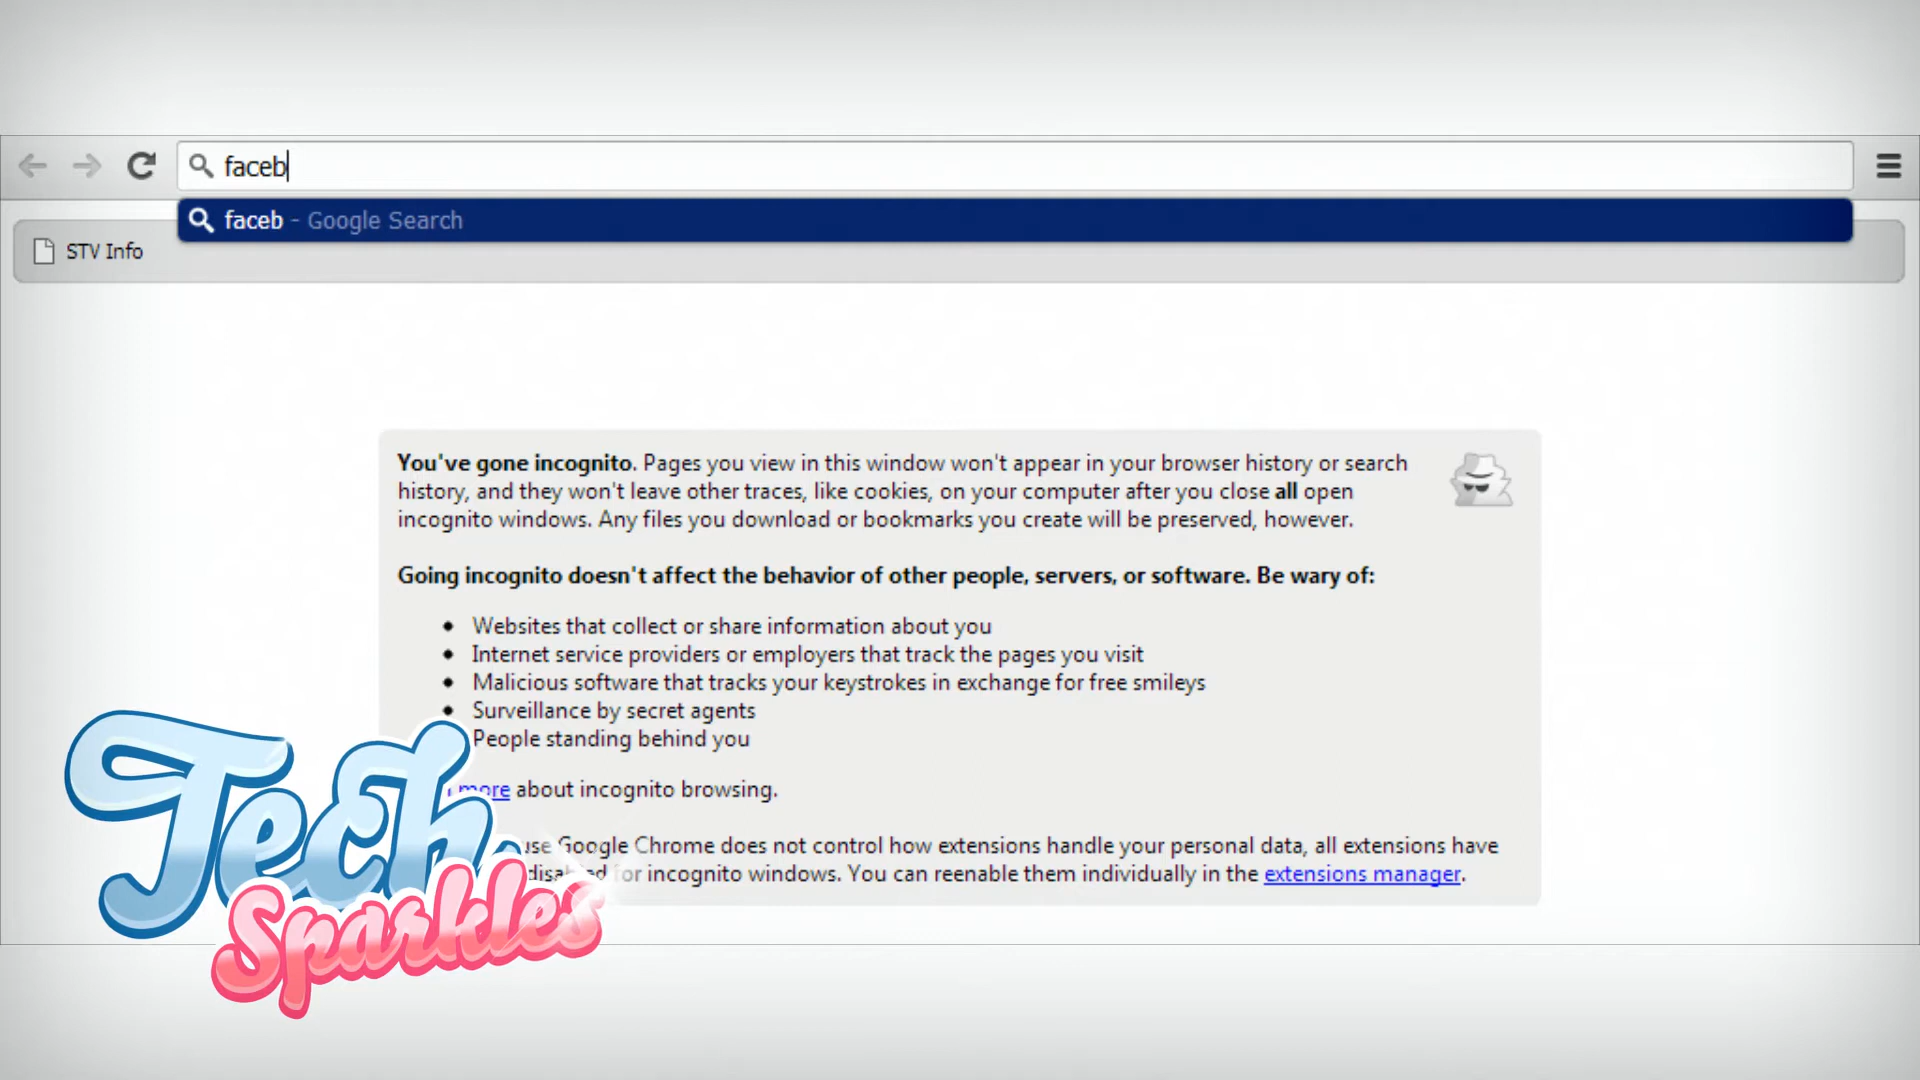 faceb
faceb - Google Search
STV Info
You've gone incognito. Pages you view in this window won't appear in your browser history or search
history, and they won't leave other traces, like cookies, on your computer after you close all open
incognito windows. Any files you download or bookmarks you create will be preserved, however.
Going incognito doesn't affect the behavior of other people, servers, or software. Be wary of:
• Websites that collect or share information about you
• Internet service providers or employers that track the pages you visit
• Malicious software that tracks your keystrokes in exchange for free smileys
• Surveillance by secret agents
People standing behind you
more about incognito browsing.
Google Chrome does not control how extensions handle your personal data, all extensions have
for incognito windows. You can reenable them individually in the extensions manager.
Tech
Sparkles